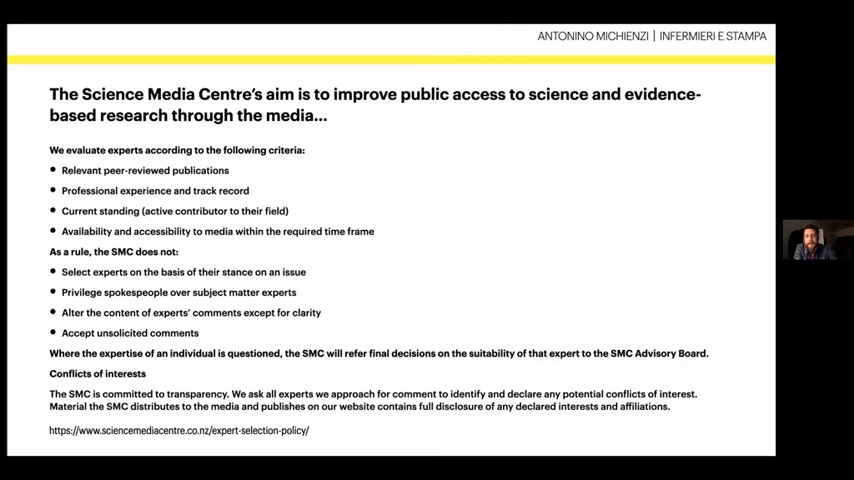 ANTONINO MICHIENZI | INFERMIERI E STAMPA
The Science Media Centre's aim is to improve public access to science and evidence-
based research through the media...
We evaluate experts according to the following criteria:
• Relevant peer-reviewed publications
• Professional experience and track record
• Current standing (active contributor to their field)
• Availability and accessibility to media within the required time frame
As a rule, the SMC does not:
• Select experts on the basis of their stance on an issue
• Privilege spokespeople over subject matter experts
• Alter the content of experts' comments except for clarity
• Accept unsolicited comments
Where the expertise of an individual is questioned, the SMC will refer final decisions on the suitability of that expert to the SMC Advisory Board.
Conflicts of interests
The SMC is committed to transparency. We ask all experts we approach for comment to identify and declare any potential conflicts of interest.
Material the SMC distributes to the media and publishes on our website contains full disclosure of any declared interests and affiliations.
https://www.sciencemediacentre.co.nz/expert-selection-policy/